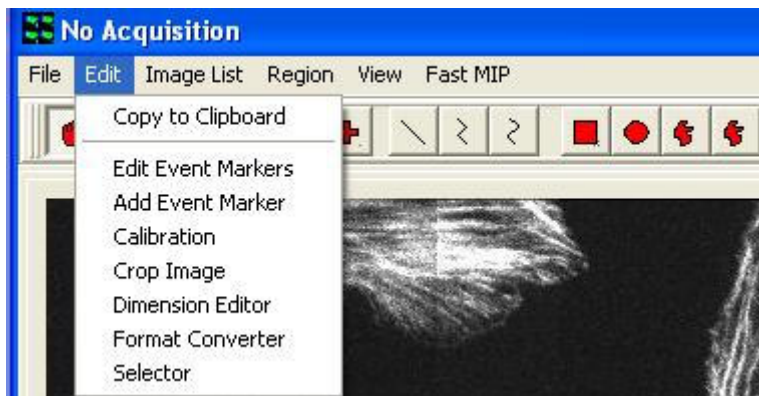 No Acquisition
File Edit Image List Region View Fast MIP
Copy to Clipboard
Edit Event Markers
Add Event Marker
Calibration
Crop Image
Dimension Editor
Format Converter
Selector